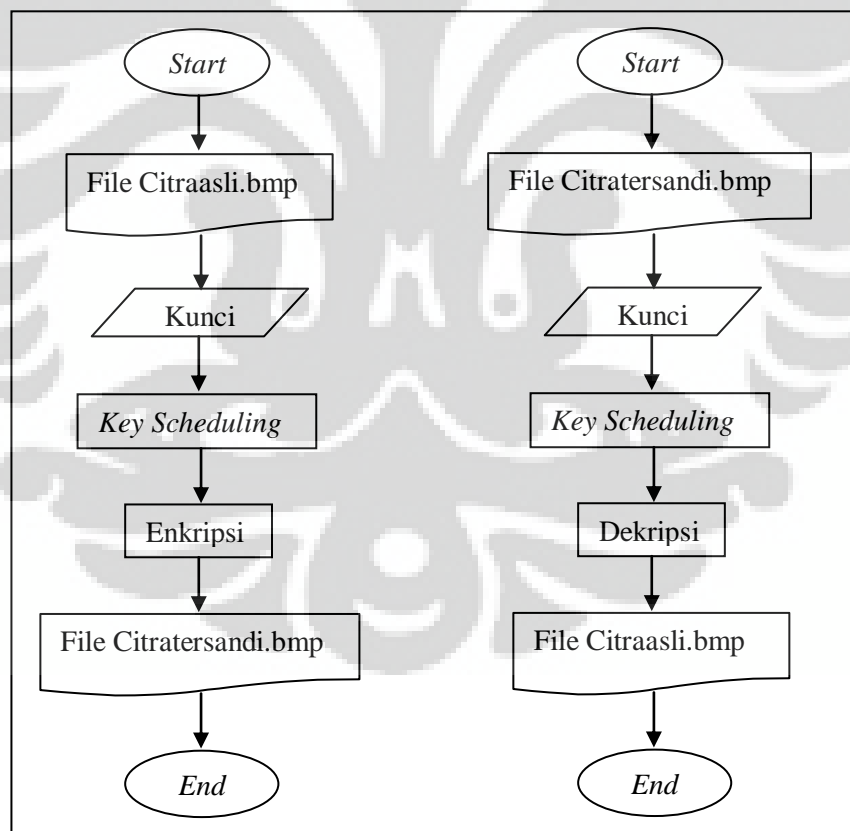 Start
File Citraasli.bmp
Kunci
Key Scheduling
Enkripsi
File Citratersandi.bmp
End
Start
File Citratersandi.bmp
Kunci
Key Scheduling
Dekripsi
File Citraasli.bmp
End